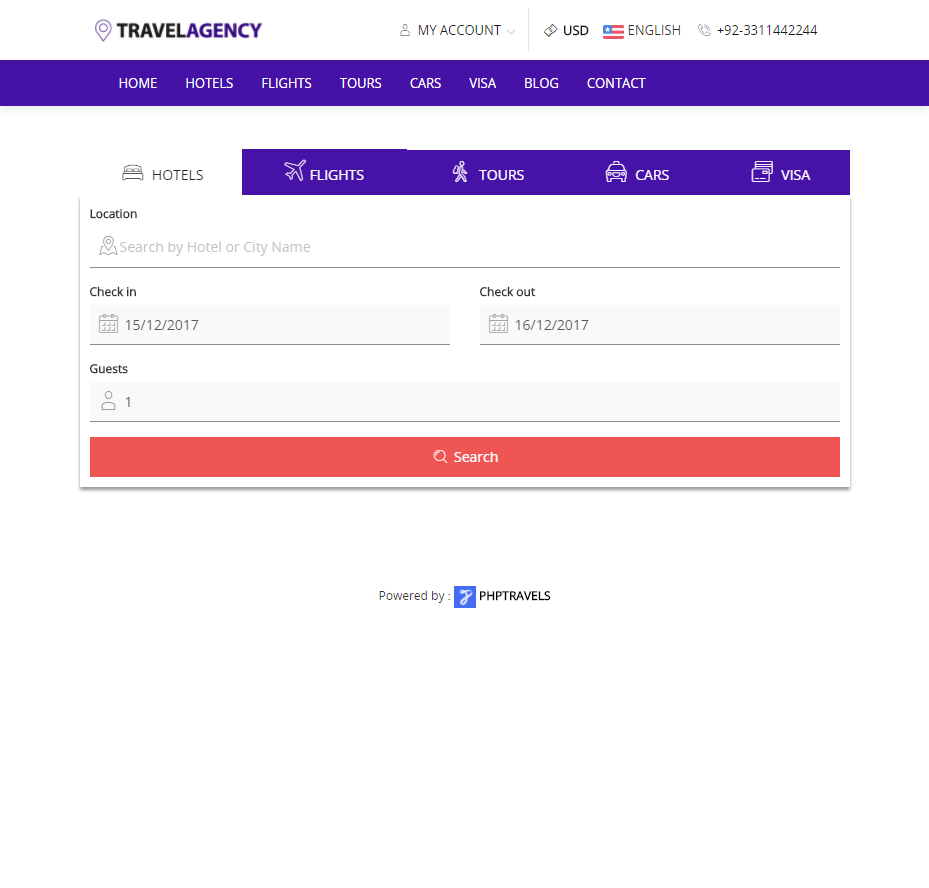 TRAVELAGENCY
MY ACCOUNT USD ENGLISH +92-3311442244
HOME HOTELS FLIGHTS TOURS CARS VISA BLOG CONTACT
HOTELS FLIGHTS TOURS CARS VISA
Location
Search by Hotel or City Name
Check in Check out
15/12/2017 16/12/2017
Guests
1
Search
Powered by : PHPTRAVELS